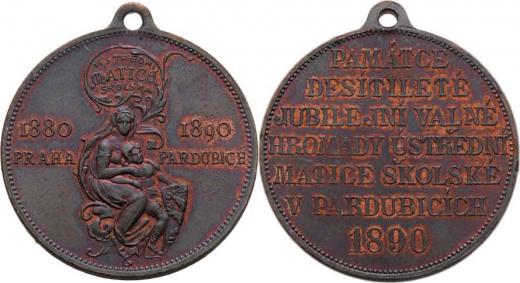 ÚSTŘEDNÍ
MATICE
ŠKOLSKÁ
1880 1890
PRAHA PARDUBICE
PAMÁTCE
DESÍTILETÉ
JUBILEJNÍ VALNÉ
HROMADY ÚSTŘEDNÍ
MATICE ŠKOLSKÉ
V PARDUBICÍCH
1890